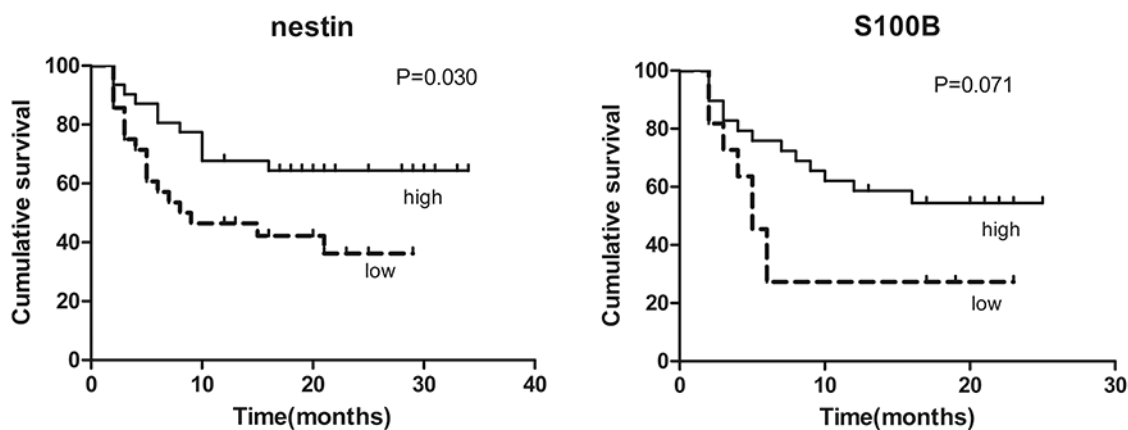 nestin
P=0.030
100
80
60
40
20
0
Cumulative survival
high
low
0 10 20 30 40
Time(months)
S100B
P=0.071
100
80
60
40
20
0
Cumulative survival
high
low
0 10 20 30
Time(months)